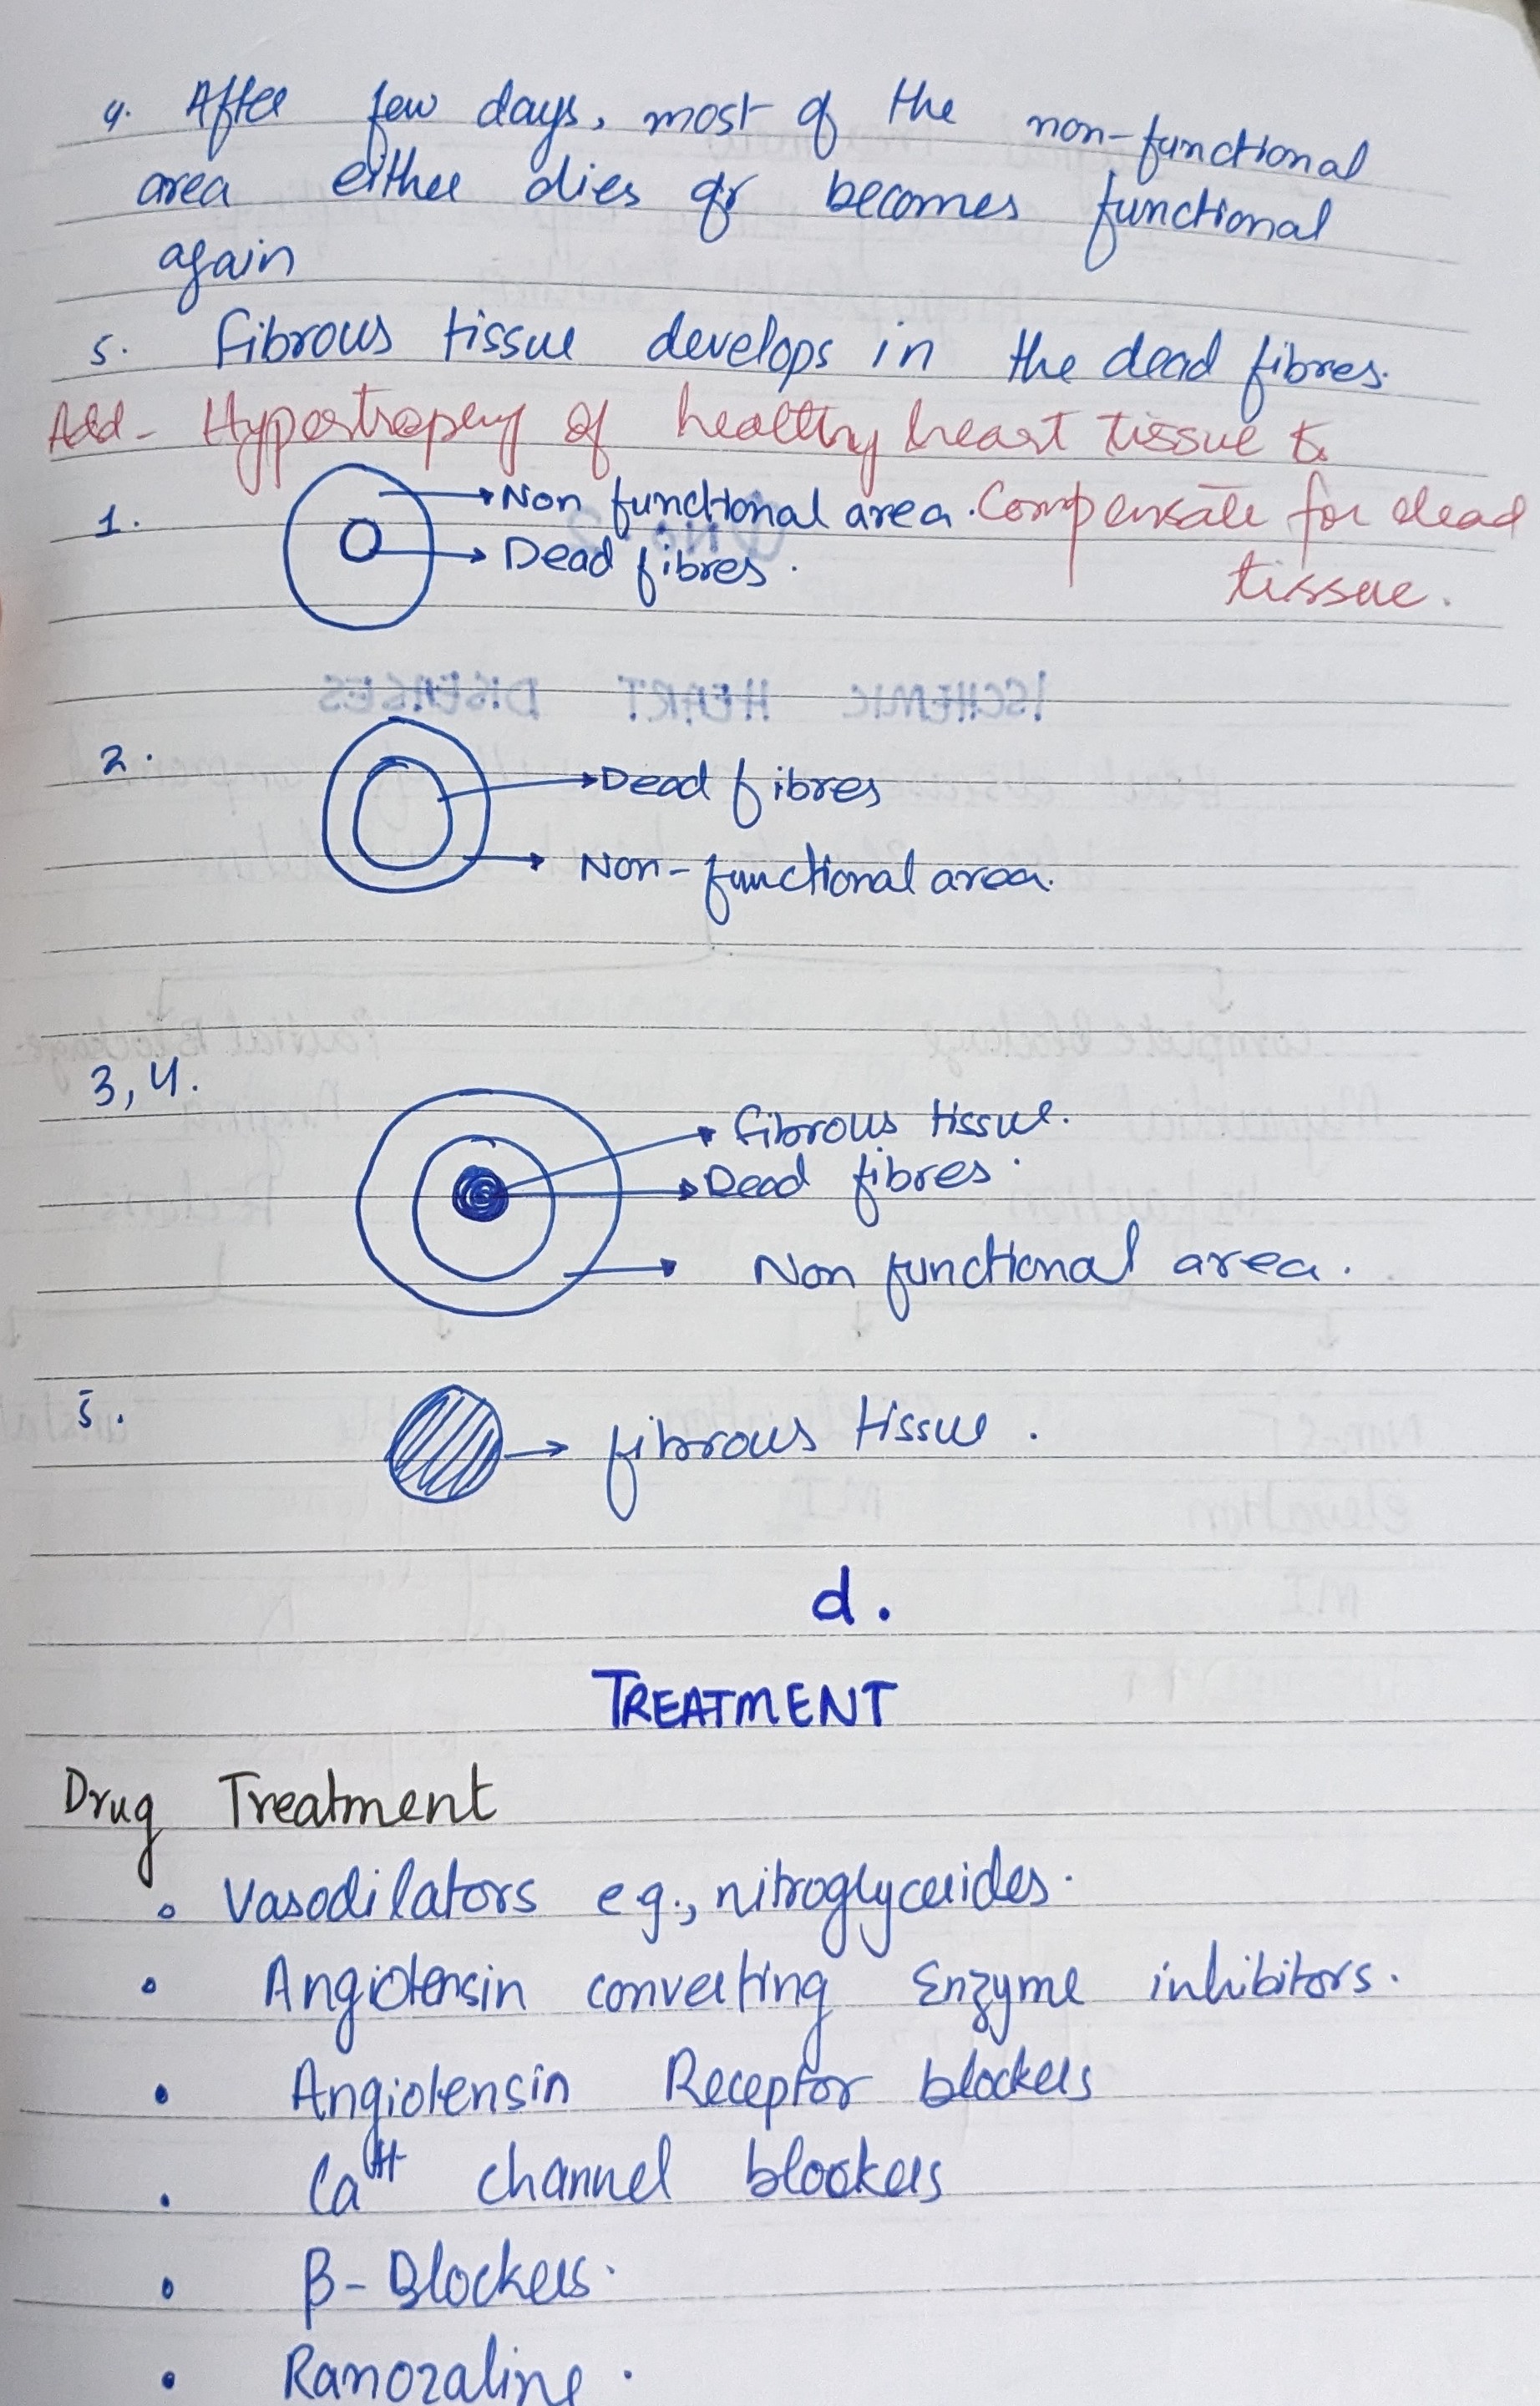 4. After few days, most of the non-functional
area either dies or becomes functional
again
5. Fibrous tissue develops in the dead fibres.
Add- Hypertropeny of healthy heart tissue to
1. Non functional area. Compensate for dead
Dead fibres. tissue.
2. Dead fibres
Non-functional area.
3,4. fibrous tissue.
Dead fibres.
Non functional area.
5. fibrous tissue.
d.
TREATMENT
Drug Treatment
Vasodilators eg., nitroglycerides.
Angiotensin converting Enzyme inhibitors.
Angiotensin Receptor blockers
Ca++ channel blockers
β-Blockers.
Ranozaline.